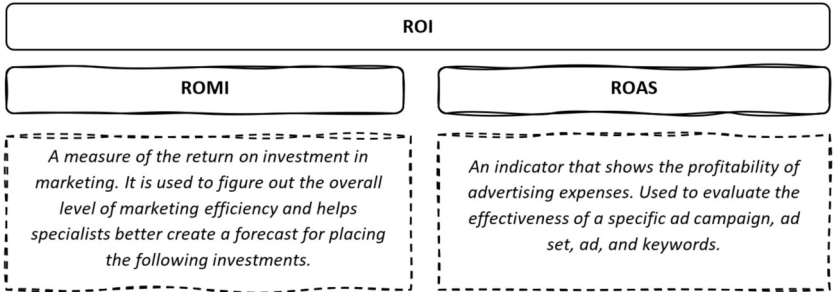 ROI
ROMI
ROAS
A measure of the return on investment in
marketing. It is used to figure out the overall
level of marketing efficiency and helps
specialists better create a forecast for placing
the following investments.
An indicator that shows the profitability of
advertising expenses. Used to evaluate the
effectiveness of a specific ad campaign, ad
set, ad, and keywords.